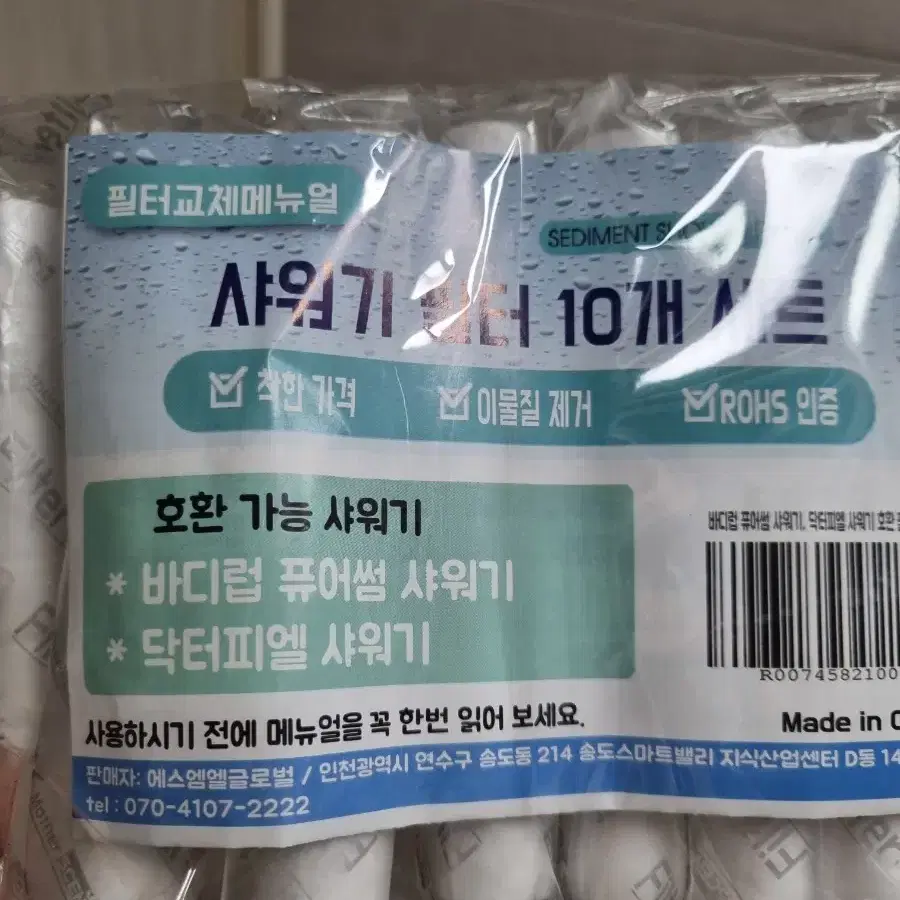 필터교체메뉴얼
SEDIMENT
샤워기 필터 10개 세트
착한 가격
이물질 제거
ROHS 인증
호환 가능 샤워기
* 바디럽 퓨어썸 샤워기
* 닥터피엘 샤워기
바디럽 퓨어썸 샤워기, 닥터피엘 샤워기 호환
R0074582100
사용하시기 전에 메뉴얼을 꼭 한번 읽어 보세요.
Made in
판매자: 에스엠엘글로벌 / 인천광역시 연수구 송도동 214 송도스마트밸리 지식산업센터 D동 14
tel : 070-4107-2222